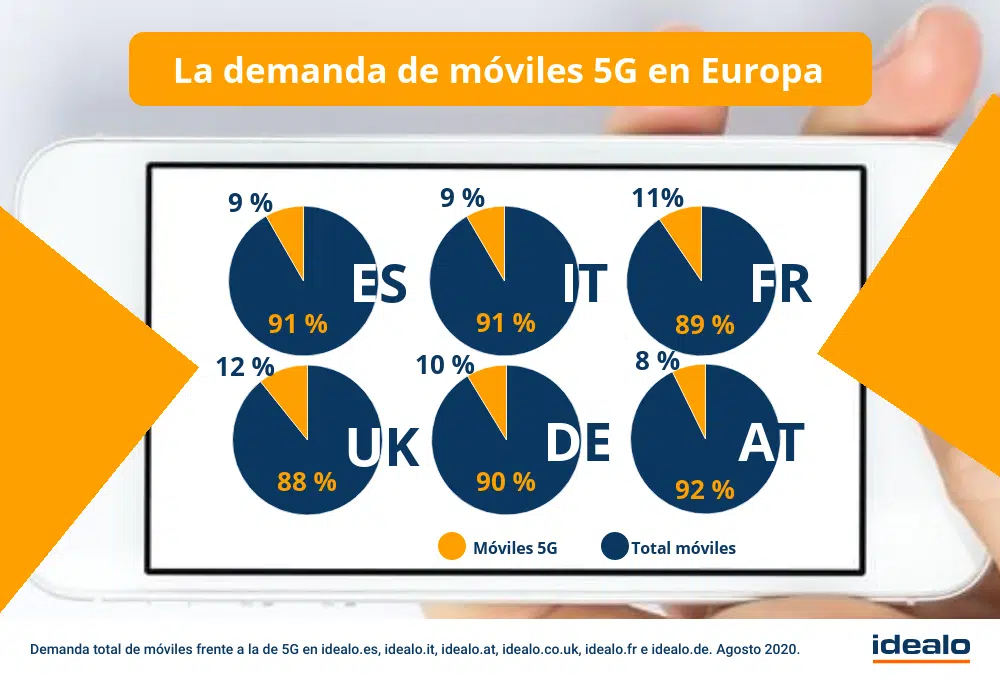 La demanda de móviles 5G en Europa
9 %
ES
91 %
9 %
IT
91 %
11%
FR
89 %
12 %
UK
88 %
10 %
DE
90 %
8 %
AT
92 %
Móviles 5G
Total móviles
Demanda total de móviles frente a la de 5G en idealo.es, idealo.it, idealo.at, idealo.co.uk, idealo.fr e idealo.de. Agosto 2020.
idealo